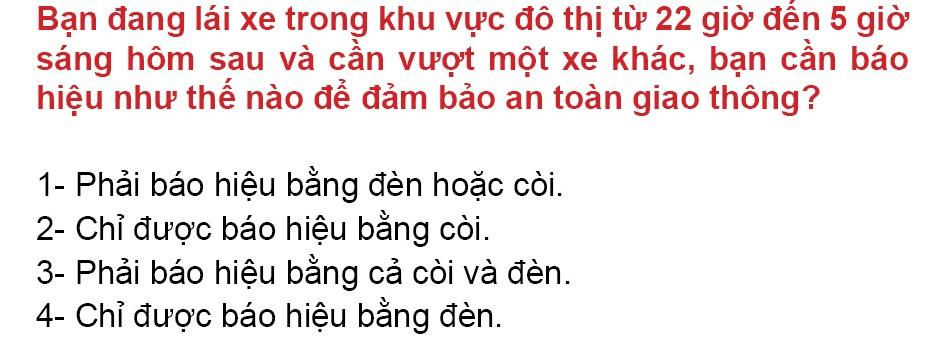 Bạn đang lái xe trong khu vực đô thị từ 22 giờ đến 5 giờ
sáng hôm sau và cần vượt một xe khác, bạn cần báo
hiệu như thế nào để đảm bảo an toàn giao thông?
1- Phải báo hiệu bằng đèn hoặc còi.
2- Chỉ được báo hiệu bằng còi.
3- Phải báo hiệu bằng cả còi và đèn.
4- Chỉ được báo hiệu bằng đèn.